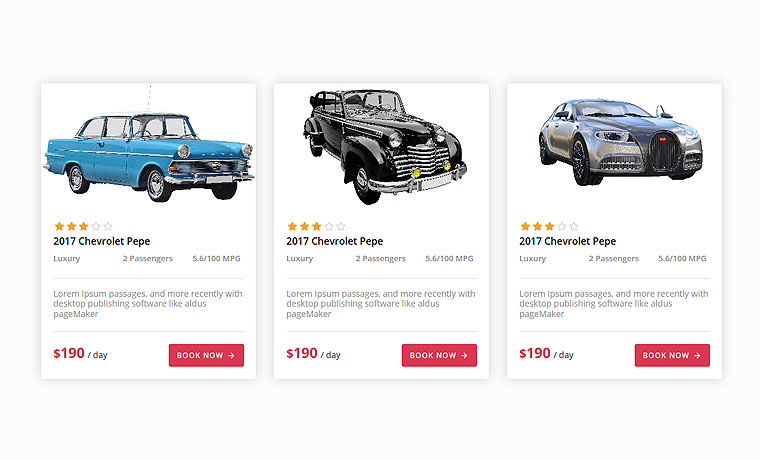 2017 Chevrolet Pepe
Luxury 2 Passengers 5.6/100 MPG
Lorem Ipsum passages, and more recently with
desktop publishing software like aldus
pageMaker
$190 / day BOOK NOW →
2017 Chevrolet Pepe
Luxury 2 Passengers 5.6/100 MPG
Lorem Ipsum passages, and more recently with
desktop publishing software like aldus
pageMaker
$190 / day BOOK NOW →
2017 Chevrolet Pepe
Luxury 2 Passengers 5.6/100 MPG
Lorem Ipsum passages, and more recently with
desktop publishing software like aldus
pageMaker
$190 / day BOOK NOW →